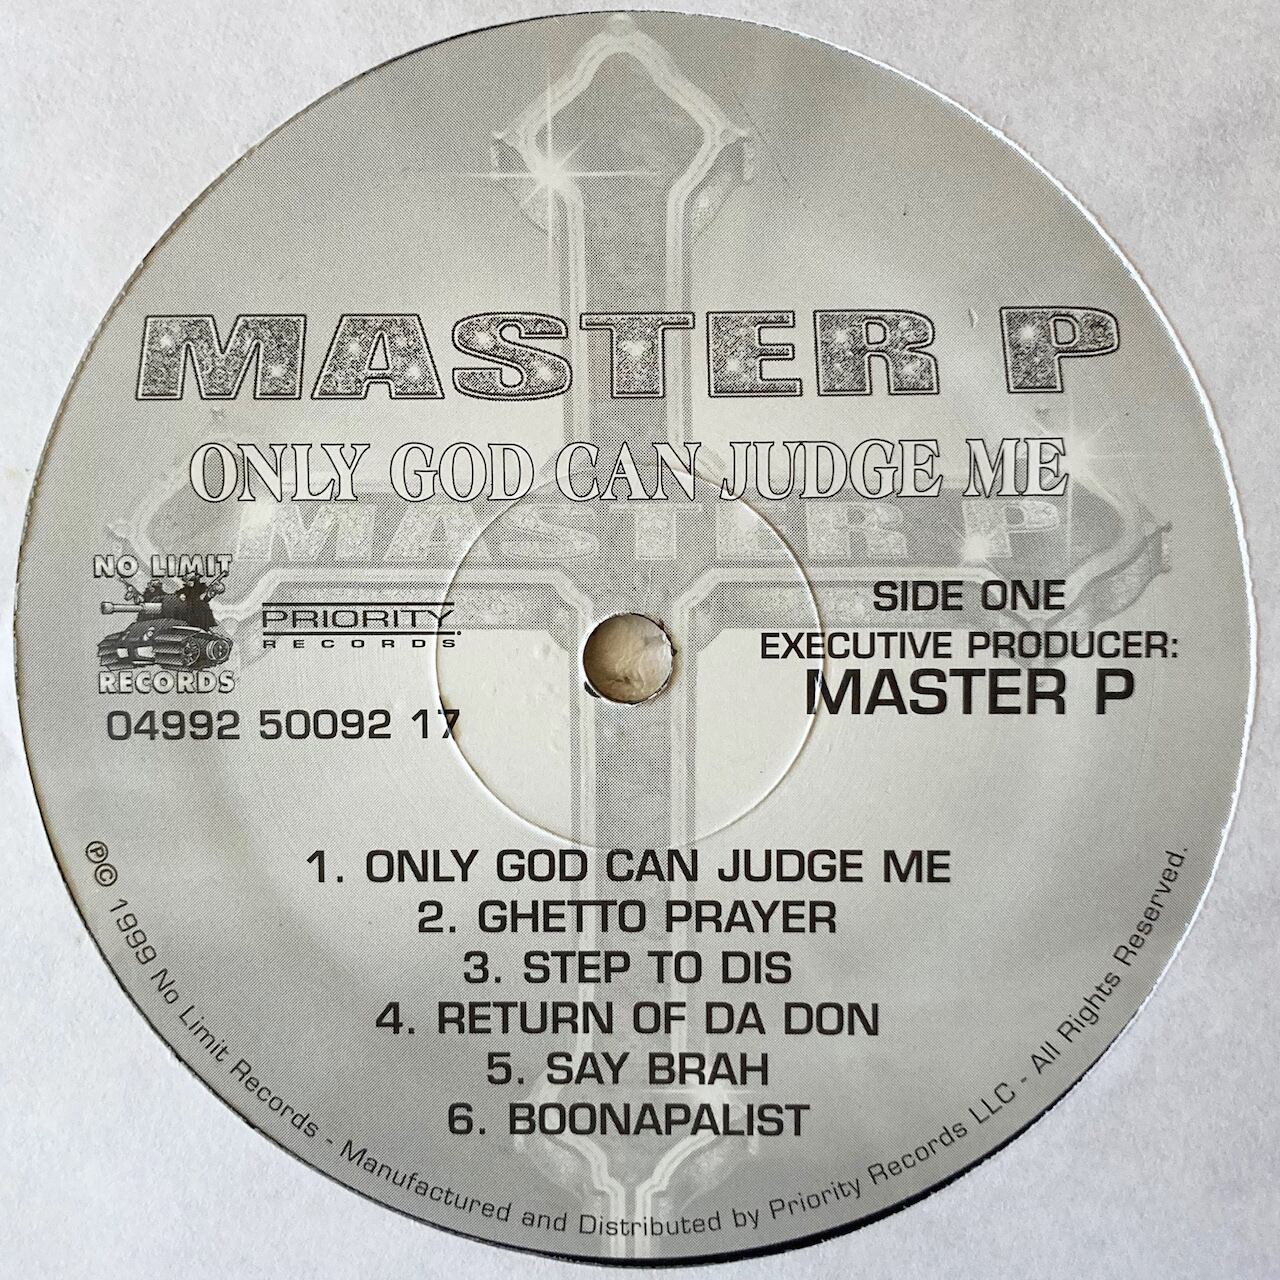 MASTER P
ONLY GOD CAN JUDGE ME
MASTER P
NO LIMIT
RECORDS
PRIORITY
RECORDS
04992 50092 17
SIDE ONE
EXECUTIVE PRODUCER:
MASTER P
1. ONLY GOD CAN JUDGE ME
2. GHETTO PRAYER
3. STEP TO DIS
4. RETURN OF DA DON
5. SAY BRAH
6. BOONAPALIST
℗© 1999 No Limit Records - Manufactured and Distributed by Priority Records LLC - All Rights Reserved.